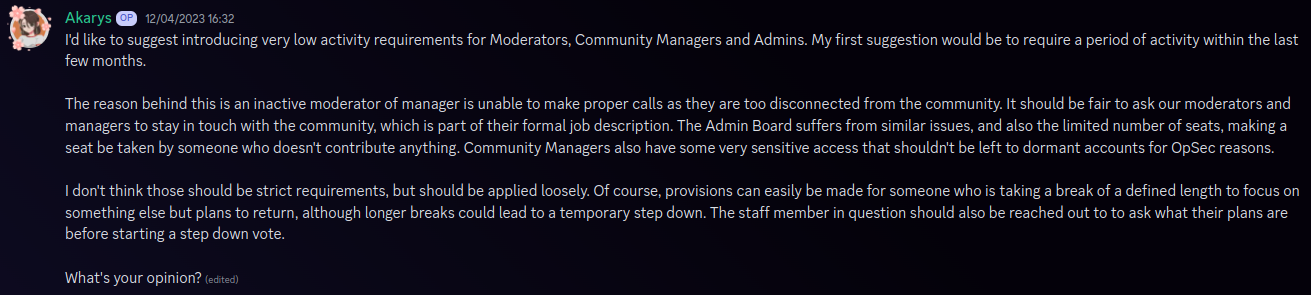 Akarys OP 12/04/2023 16:32
I'd like to suggest introducing very low activity requirements for Moderators, Community Managers and Admins. My first suggestion would be to require a period of activity within the last
few months.
The reason behind this is an inactive moderator of manager is unable to make proper calls as they are too disconnected from the community. It should be fair to ask our moderators and
managers to stay in touch with the community, which is part of their formal job description. The Admin Board suffers from similar issues, and also the limited number of seats, making a
seat be taken by someone who doesn't contribute anything. Community Managers also have some very sensitive access that shouldn't be left to dormant accounts for OpSec reasons.
I don't think those should be strict requirements, but should be applied loosely. Of course, provisions can easily be made for someone who is taking a break of a defined length to focus on
something else but plans to return, although longer breaks could lead to a temporary step down. The staff member in question should also be reached out to to ask what their plans are
before starting a step down vote.
What's your opinion? (edited)